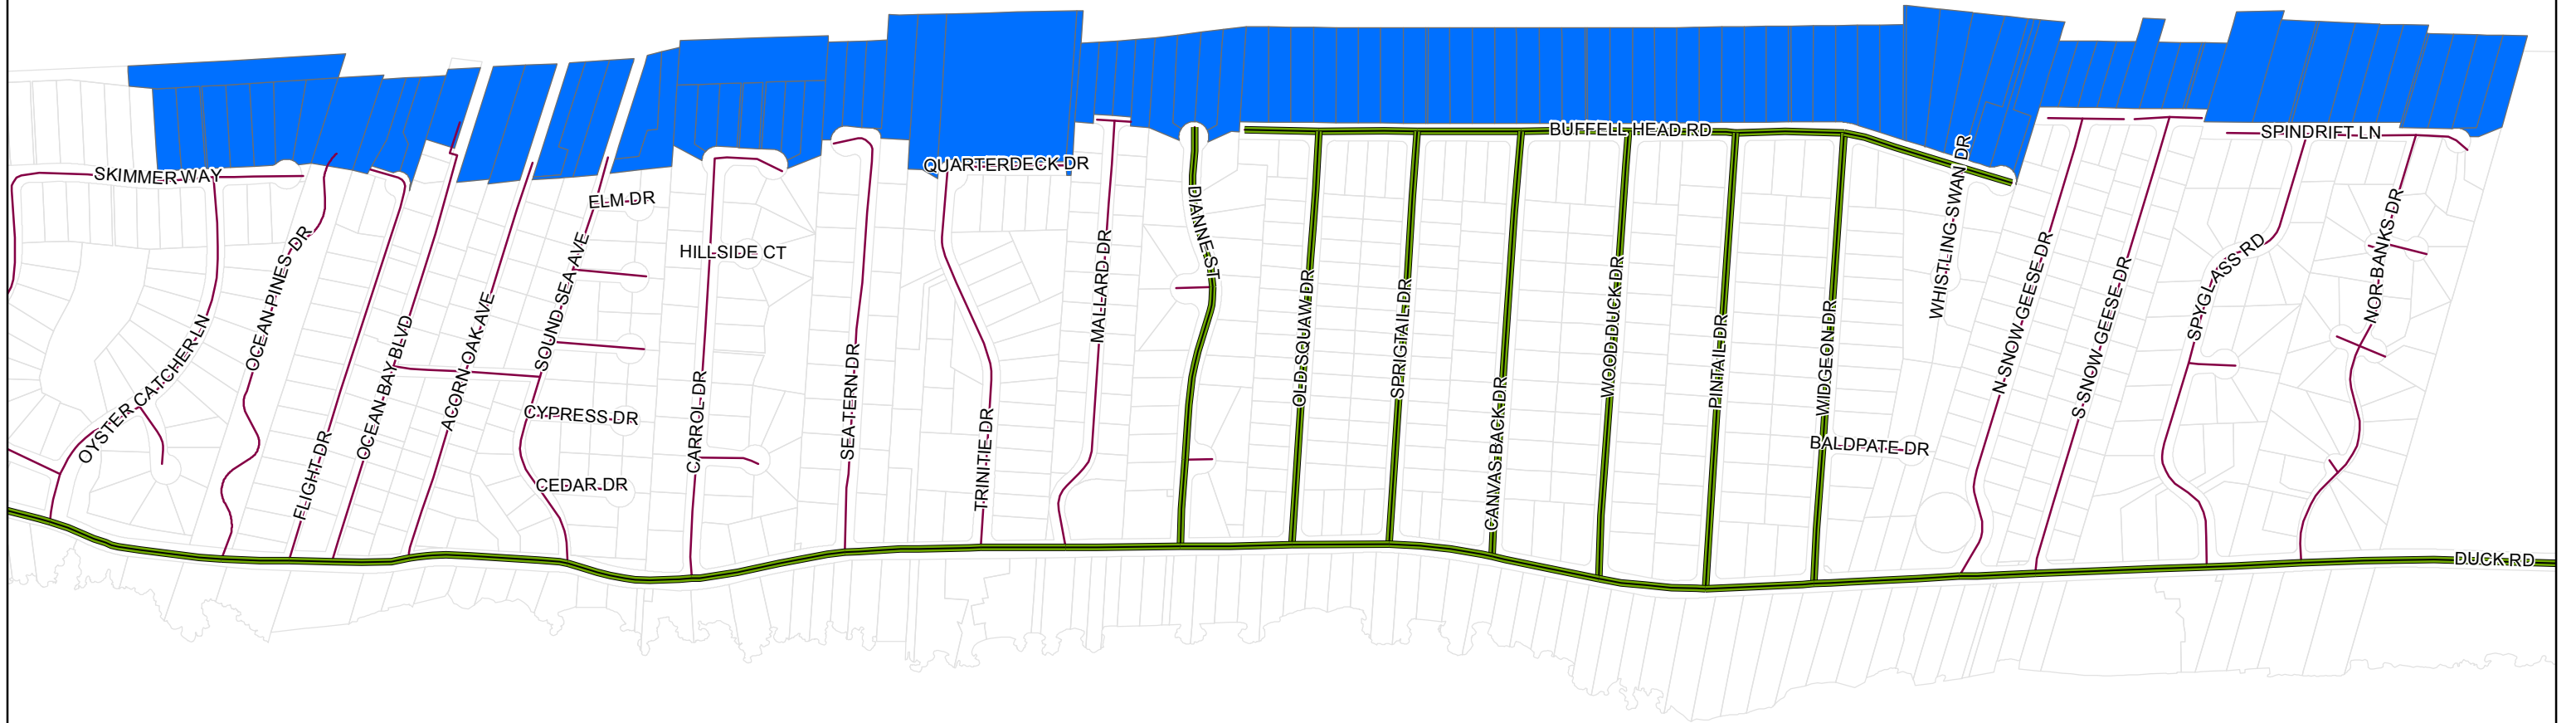 BUFFELL HEAD RD
SPINDRIFT LN
QUARTERDECK DR
SKIMMER WAY
ELM DR
HILLSIDE CT
DIANNE ST
WHISTLING SWAN DR
NOR BANKS DR
OCEAN PINES DR
SOUND SEA AVE
MALLARD DR
SPYGLASS RD
N SNOW GEESE DR
S SNOW GEESE DR
OLD SQUAW DR
SPRIGTAIL DR
WOOD DUCK DR
PINTAIL DR
WIDGEON DR
OYSTER CATCHER LN
OCEAN BAY BLVD
ACORN OAK AVE
CARROL DR
SEA TERN DR
CANVAS BACK DR
CYPRESS DR
TRINITIE DR
FLIGHT DR
CEDAR DR
BALDPATE DR
DUCK RD